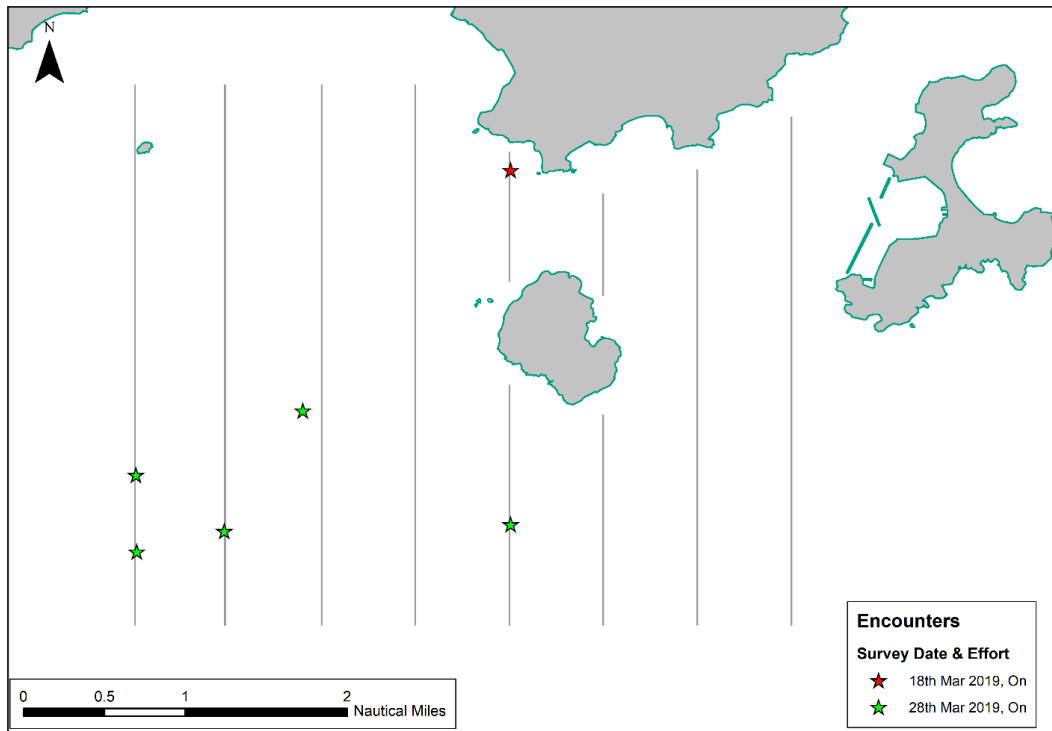 N
Encounters
Survey Date & Effort
18th Mar 2019, On
28th Mar 2019, On
0 0.5 1 2
Nautical Miles